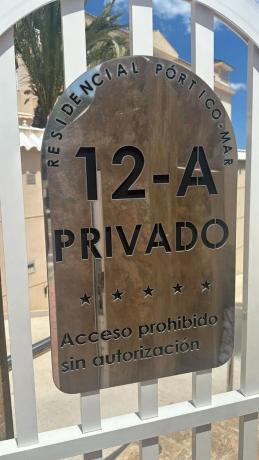 RESIDENCIAL PÓRTICO-MAR
12-A
PRIVADO
★ ★ ★ ★ ★
Acceso prohibido
sin autorización